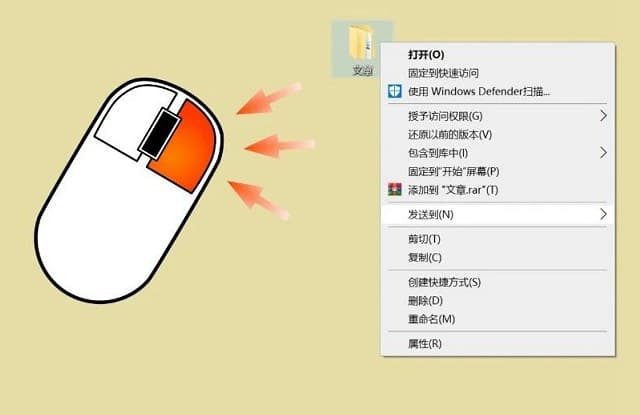 文章
打开(O)
固定到快速访问
使用 Windows Defender扫描...
授予访问权限(G)
还原以前的版本(V)
包含到库中(I)
固定到"开始"屏幕(P)
添加到 "文章.rar"(T)
发送到(N)
剪切(T)
复制(C)
创建快捷方式(S)
删除(D)
重命名(M)
属性(R)